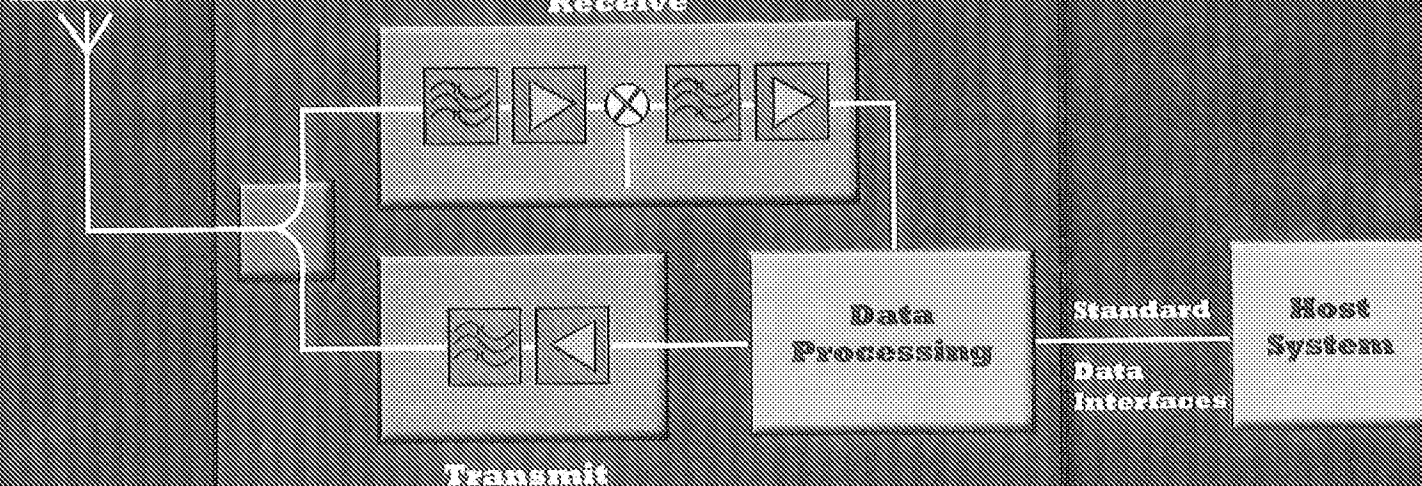 Receive
Data
Processing
Standard
Data
Interfaces
Host
System
Transmit